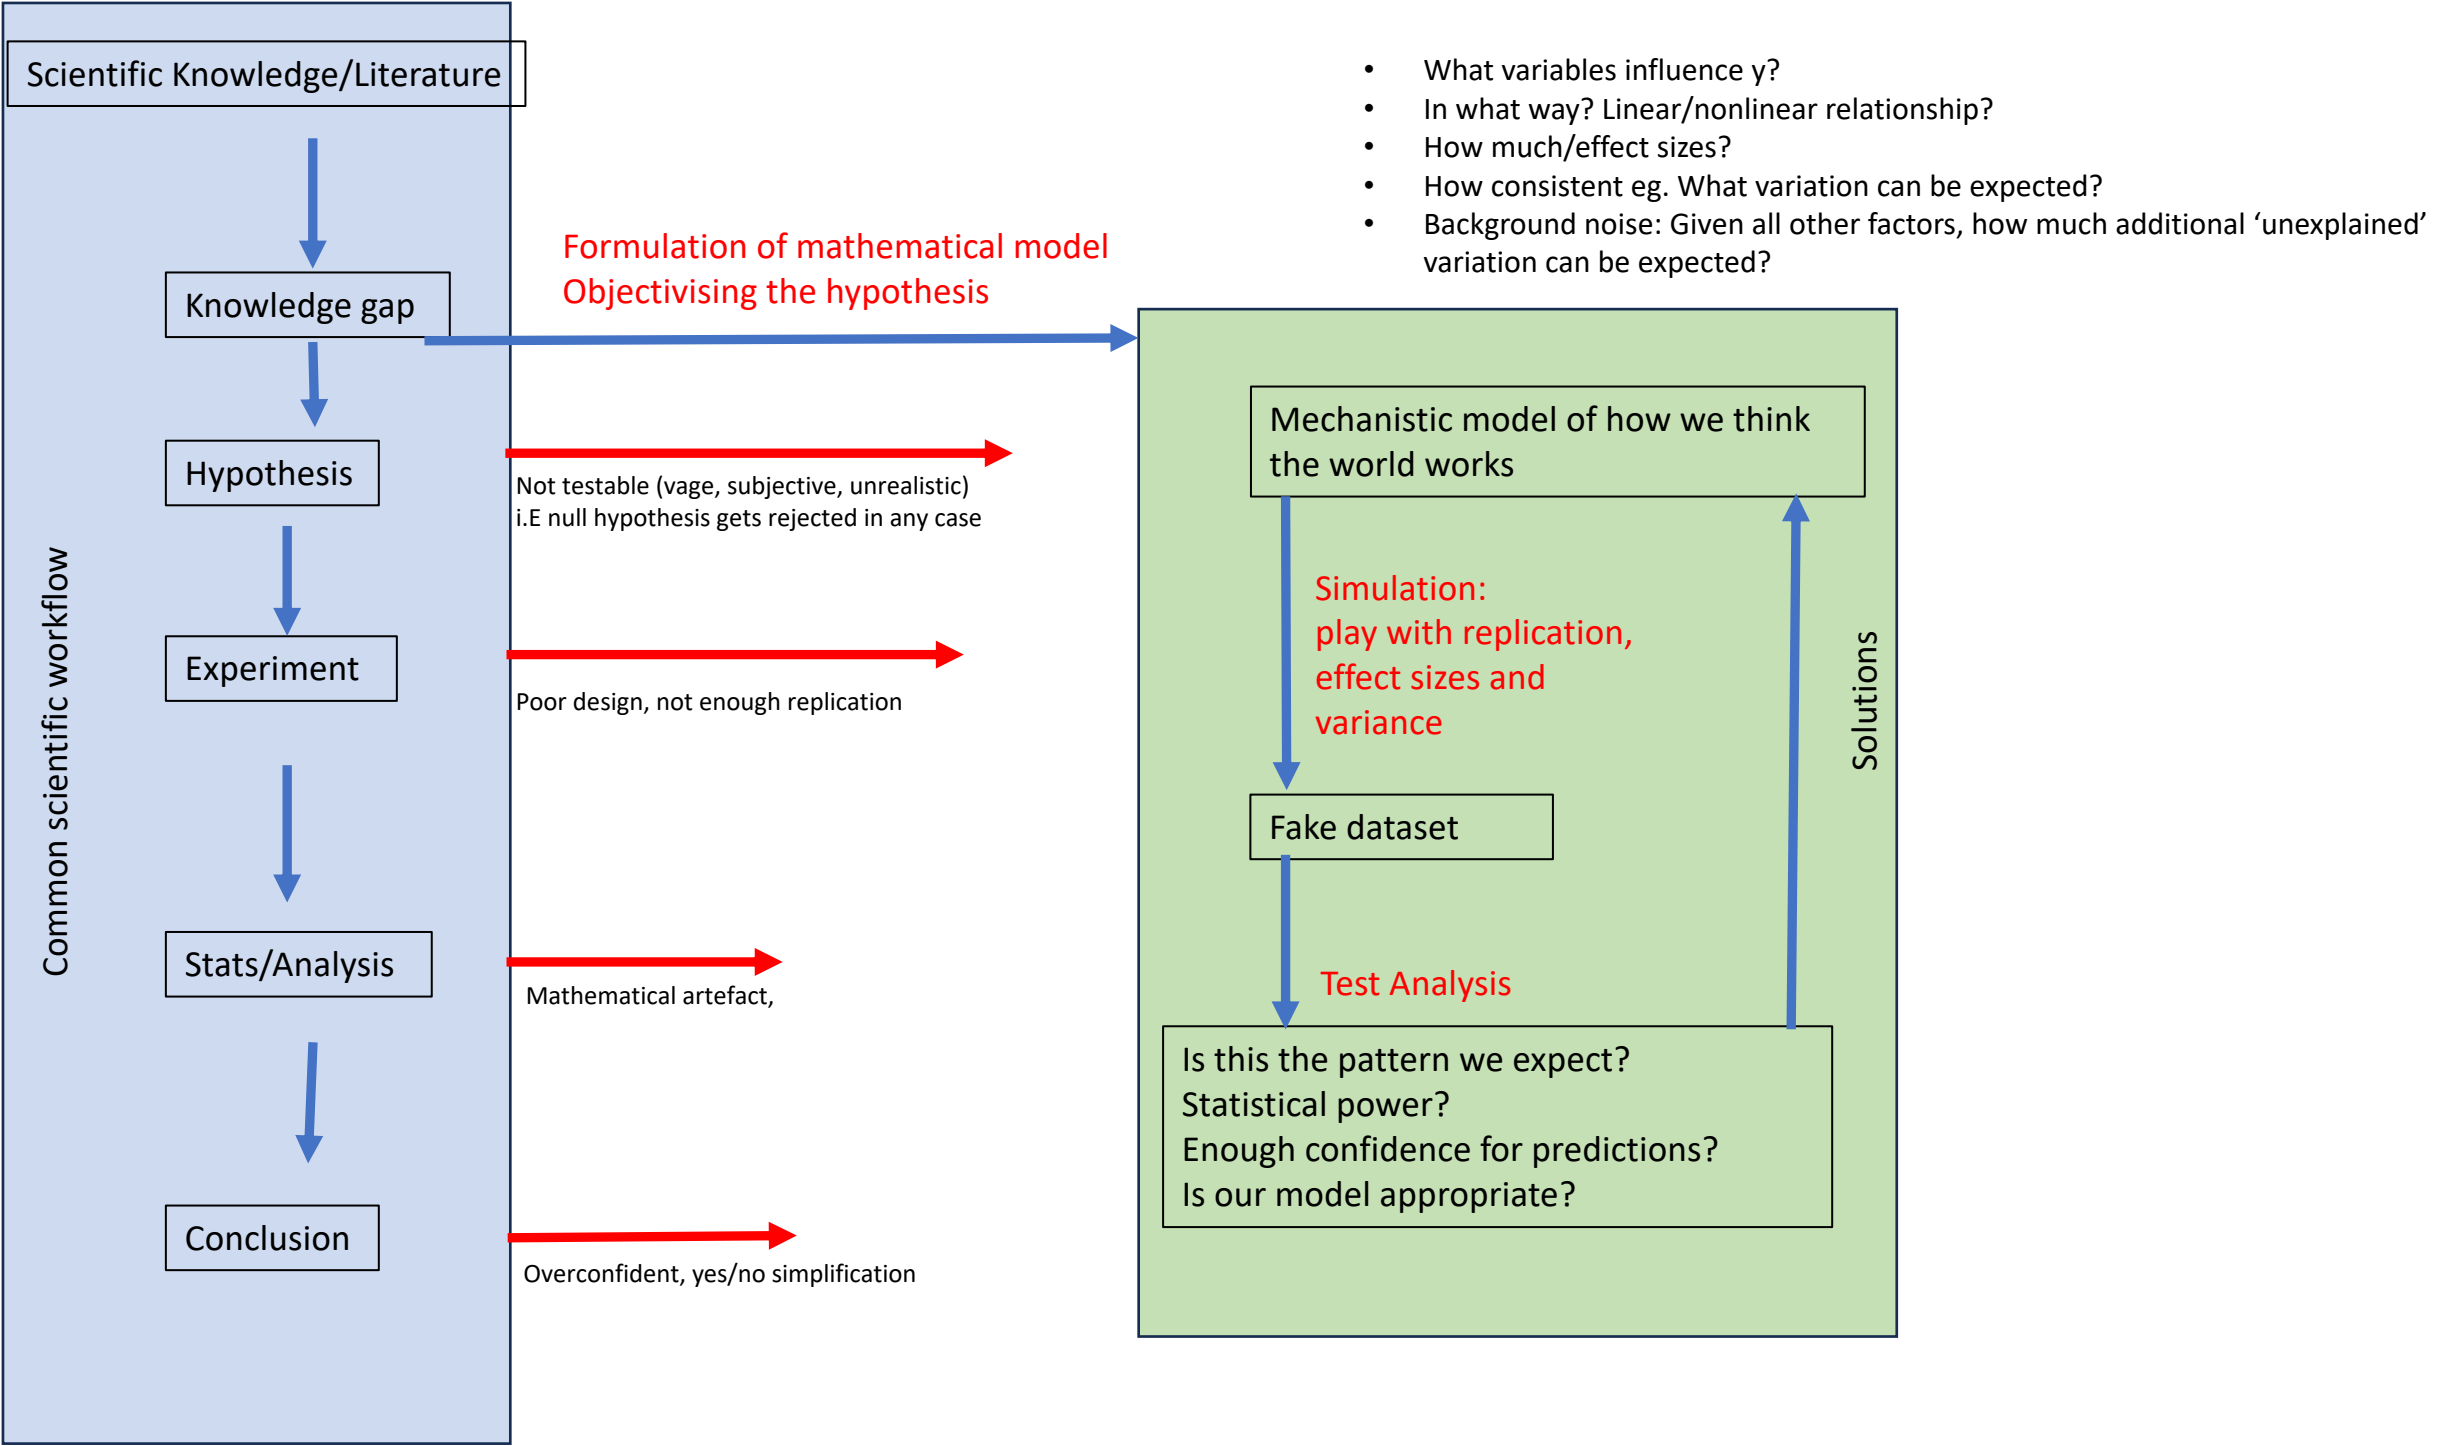 Scientific Knowledge/Literature
Knowledge gap
Hypothesis
Experiment
Stats/Analysis
Conclusion
Common scientific workflow
Formulation of mathematical model
Objectivising the hypothesis
Not testable (vage, subjective, unrealistic)
i.E null hypothesis gets rejected in any case
Poor design, not enough replication
Mathematical artefact,
Overconfident, yes/no simplification
• What variables influence y?
• In what way? Linear/nonlinear relationship?
• How much/effect sizes?
• How consistent eg. What variation can be expected?
• Background noise: Given all other factors, how much additional ‘unexplained’
variation can be expected?
Mechanistic model of how we think
the world works
Simulation:
play with replication,
effect sizes and
variance
Fake dataset
Test Analysis
Is this the pattern we expect?
Statistical power?
Enough confidence for predictions?
Is our model appropriate?
Solutions